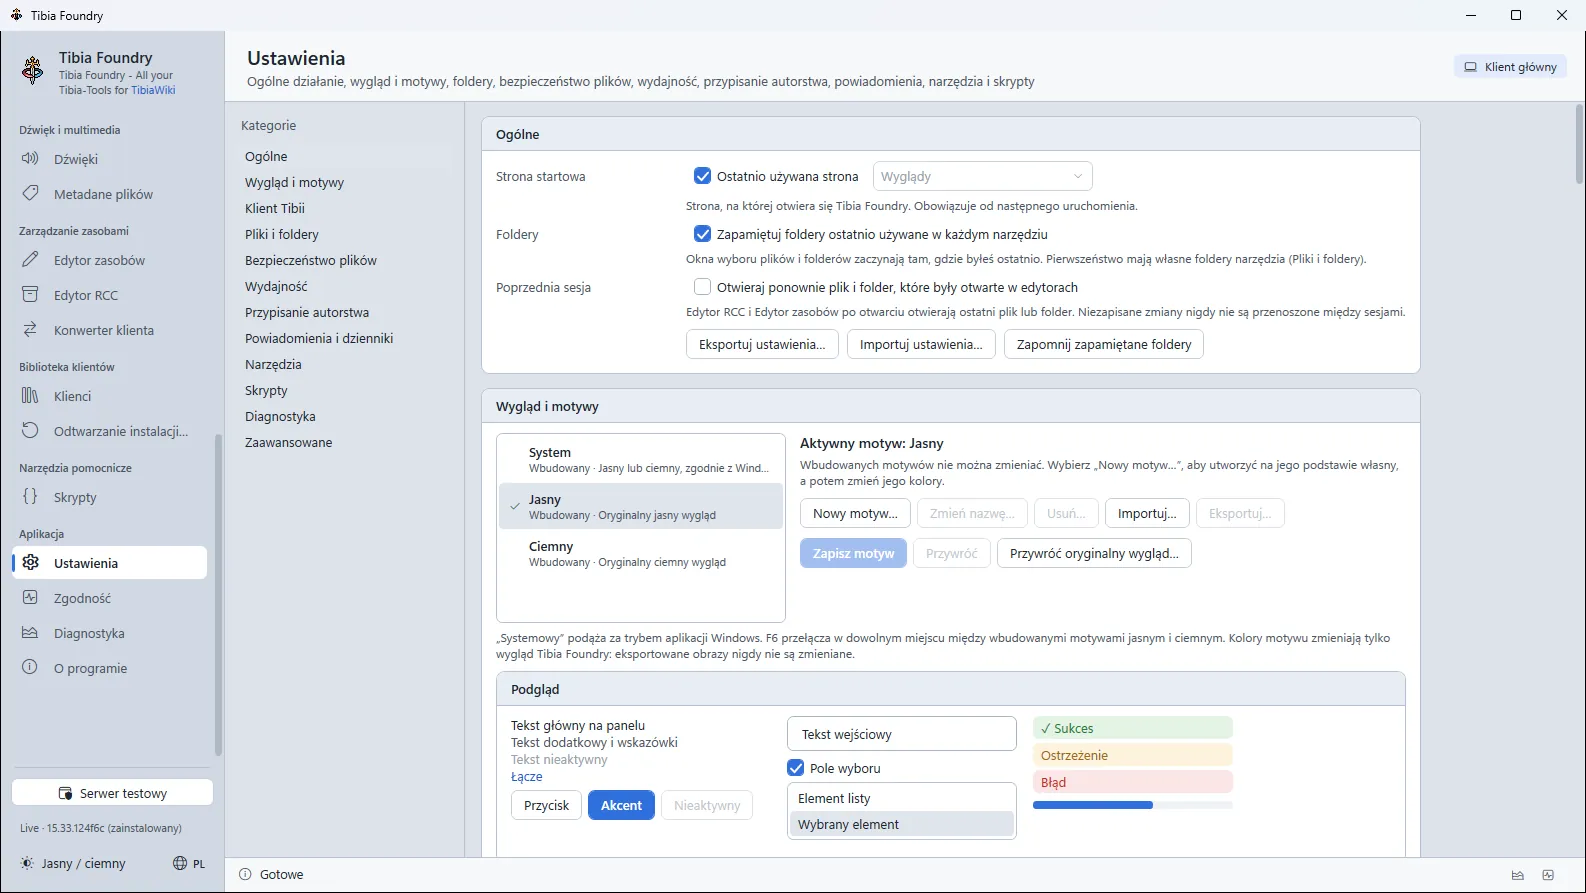 Tibia Foundry
Tibia Foundry
Tibia Foundry - All your
Tibia-Tools for TibiaWiki
Dźwięk i multimedia
Dźwięki
Metadane plików
Zarządzanie zasobami
Edytor zasobów
Edytor RCC
Konwerter klienta
Biblioteka klientów
Klienci
Odtwarzanie instalacji...
Narzędzia pomocnicze
Skrypty
Aplikacja
Ustawienia
Zgodność
Diagnostyka
O programie
Serwer testowy
Live · 15.33.124f6c (zainstalowany)
Jasny / ciemny
PL
Ustawienia
Ogólne działanie, wygląd i motywy, foldery, bezpieczeństwo plików, wydajność, przypisanie autorstwa, powiadomienia, narzędzia i skrypty
Klient główny
Kategorie
Ogólne
Wygląd i motywy
Klient Tibii
Pliki i foldery
Bezpieczeństwo plików
Wydajność
Przypisanie autorstwa
Powiadomienia i dzienniki
Narzędzia
Skrypty
Diagnostyka
Zaawansowane
Ogólne
Strona startowa
Ostatnio używana strona
Wyglądy
Strona, na której otwiera się Tibia Foundry. Obowiązuje od następnego uruchomienia.
Foldery
Zapamiętuj foldery ostatnio używane w każdym narzędziu
Okna wyboru plików i folderów zaczynają tam, gdzie byłeś ostatnio. Pierwszeństwo mają własne foldery narzędzia (Pliki i foldery).
Poprzednia sesja
Otwieraj ponownie plik i folder, które były otwarte w edytorach
Edytor RCC i Edytor zasobów po otwarciu otwierają ostatni plik lub folder. Niezapisane zmiany nigdy nie są przenoszone między sesjami.
Eksportuj ustawienia...
Importuj ustawienia...
Zapomnij zapamiętane foldery
Wygląd i motywy
System
Wbudowany · Jasny lub ciemny, zgodnie z Wind...
Jasny
Wbudowany · Oryginalny jasny wygląd
Ciemny
Wbudowany · Oryginalny ciemny wygląd
Aktywny motyw: Jasny
Wbudowanych motywów nie można zmieniać. Wybierz „Nowy motyw...”, aby utworzyć na jego podstawie własny,
a potem zmień jego kolory.
Nowy motyw...
Zmień nazwę...
Usuń...
Importuj...
Eksportuj...
Zapisz motyw
Przywróć
Przywróć oryginalny wygląd...
„Systemowy” podąża za trybem aplikacji Windows. F6 przełącza w dowolnym miejscu między wbudowanymi motywami jasnym i ciemnym. Kolory motywu zmieniają tylko
wygląd Tibia Foundry: eksportowane obrazy nigdy nie są zmieniane.
Podgląd
Tekst główny na panelu
Tekst dodatkowy i wskazówki
Tekst nieaktywny
Łącze
Przycisk
Akcent
Nieaktywny
Tekst wejściowy
Pole wyboru
Element listy
Wybrany element
✓ Sukces
Ostrzeżenie
Błąd
Gotowe